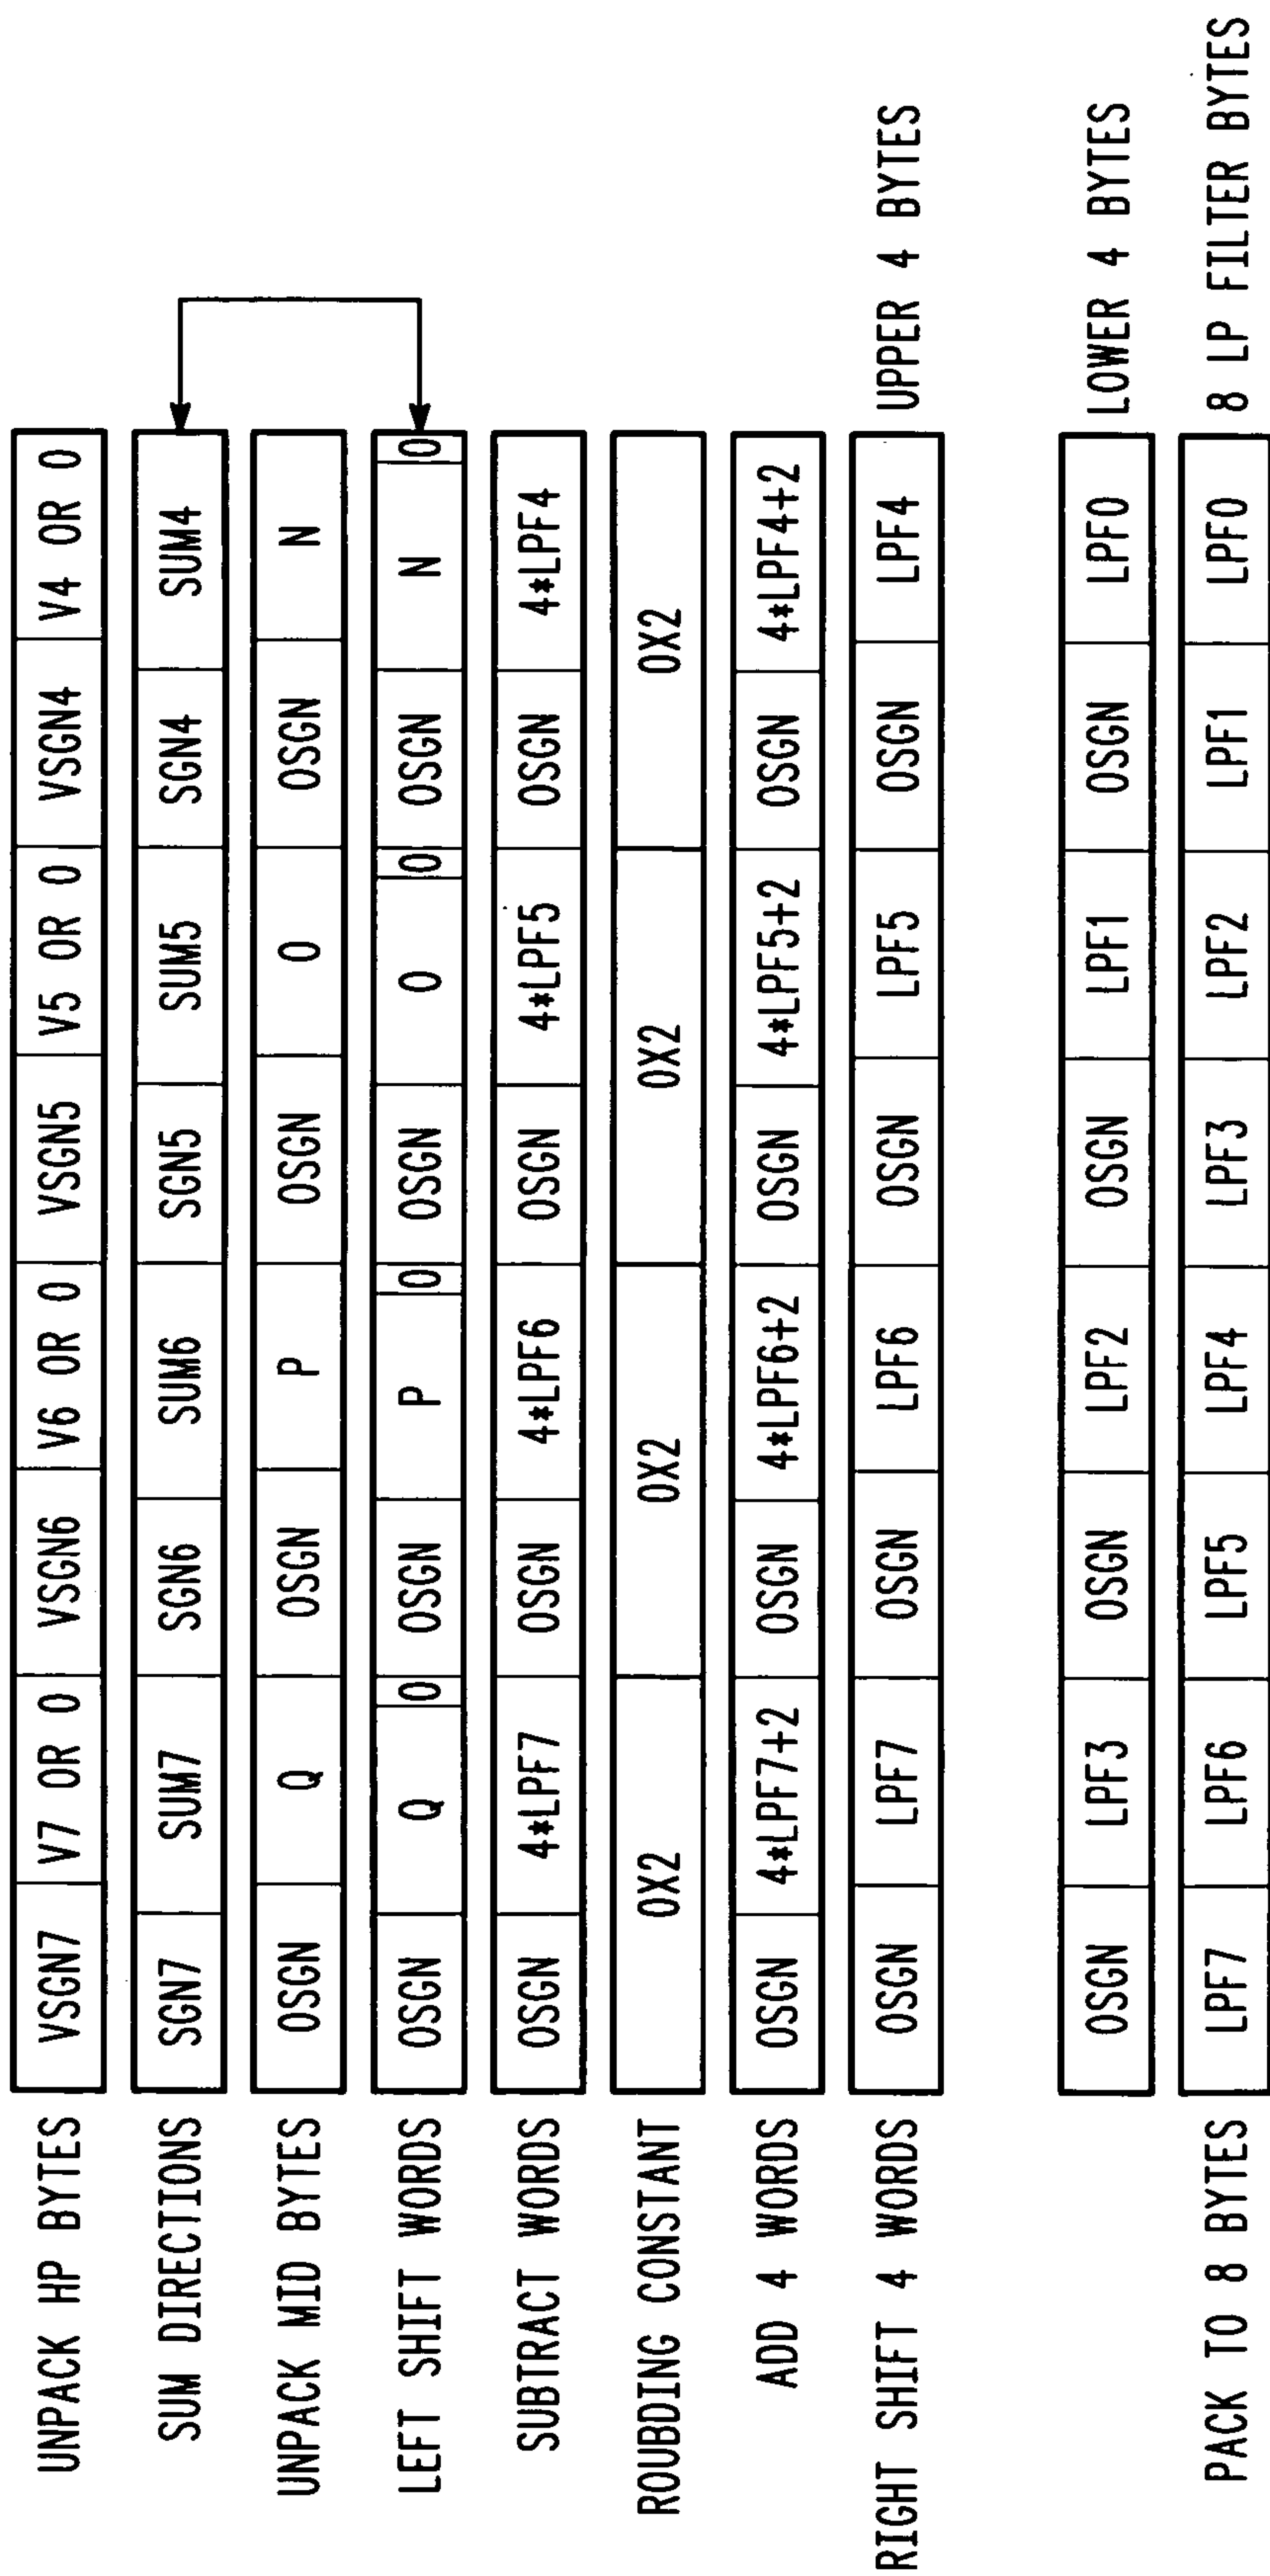 UNPACK HP BYTES VSGN7 V7 OR 0 VSGN6 V6 OR 0 VSGN5 V5 OR 0 VSGN4 V4 OR 0
SUM DIRECTIONS SGN7 SUM7 SGN6 SUM6 SGN5 SUM5 SGN4 SUM4
UNPACK MID BYTES OSGN Q OSGN P OSGN O OSGN N
LEFT SHIFT WORDS OSGN Q 0 OSGN P 0 OSGN O 0 OSGN N 0
SUBTRACT WORDS OSGN 4*LPF7 OSGN 4*LPF6 OSGN 4*LPF5 OSGN 4*LPF4
ROUBDING CONSTANT 0X2 0X2 0X2 0X2
ADD 4 WORDS OSGN 4*LPF7+2 OSGN 4*LPF6+2 OSGN 4*LPF5+2 OSGN 4*LPF4+2
RIGHT SHIFT 4 WORDS OSGN LPF7 OSGN LPF6 OSGN LPF5 OSGN LPF4 UPPER 4 BYTES
OSGN LPF3 OSGN LPF2 OSGN LPF1 OSGN LPF0 LOWER 4 BYTES
PACK TO 8 BYTES LPF7 LPF6 LPF5 LPF4 LPF3 LPF2 LPF1 LPF0 8 LP FILTER BYTES